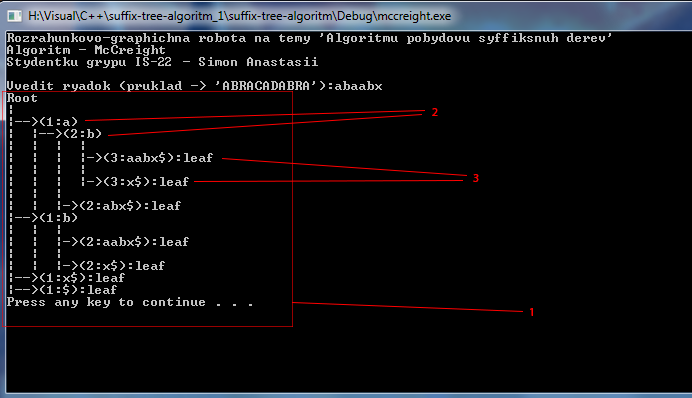 H:\Visual\C++\suffix-tree-algoritm_1\suffix-tree-algoritm\Debug\mccreight.exe
Rozrahunkovo-graphichna robota na temy 'Algoritmu pobydovu syffiksnuh derev'
Algoritm - McCreight
Stydentku grypu IS-22 - Simon Anastasii
Vvedit ryadok (pruklad -> 'ABRACADABRA'):abaabx
Root
¦
¦-->(1:a) 2
¦   ¦-->(2:b)
¦   ¦   ¦   ¦
¦   ¦   ¦   ¦->(3:aabx$):leaf
¦   ¦   ¦   ¦
¦   ¦   ¦   ¦->(3:x$):leaf 3
¦   ¦   ¦
¦   ¦   ¦->(2:abx$):leaf
¦-->(1:b)
¦   ¦   ¦
¦   ¦   ¦->(2:aabx$):leaf
¦   ¦   ¦
¦   ¦   ¦->(2:x$):leaf
¦-->(1:x$):leaf
¦-->(1:$):leaf
Press any key to continue . . . 1